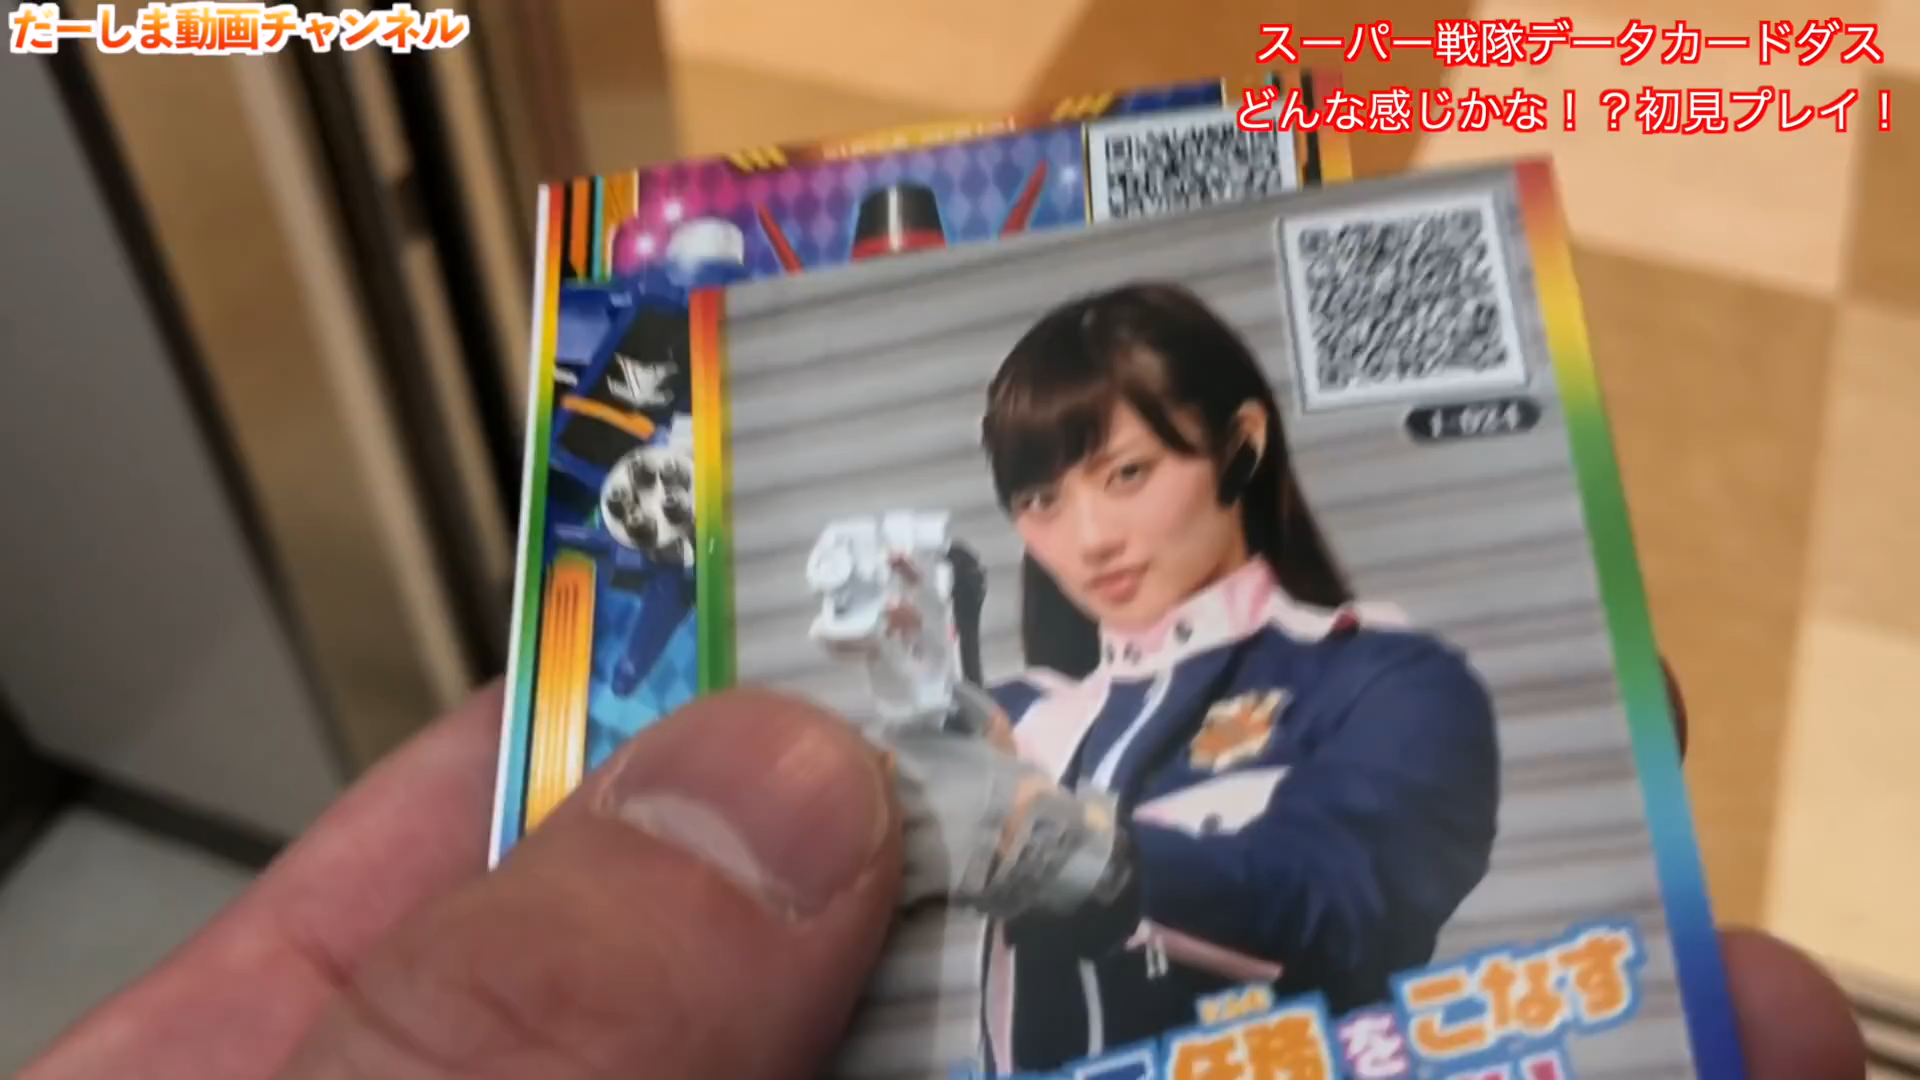 だーしま動画チャンネル
スーパー戦隊データカードダス
どんな感じかな！？初見プレイ！
1-024
任務をこなす